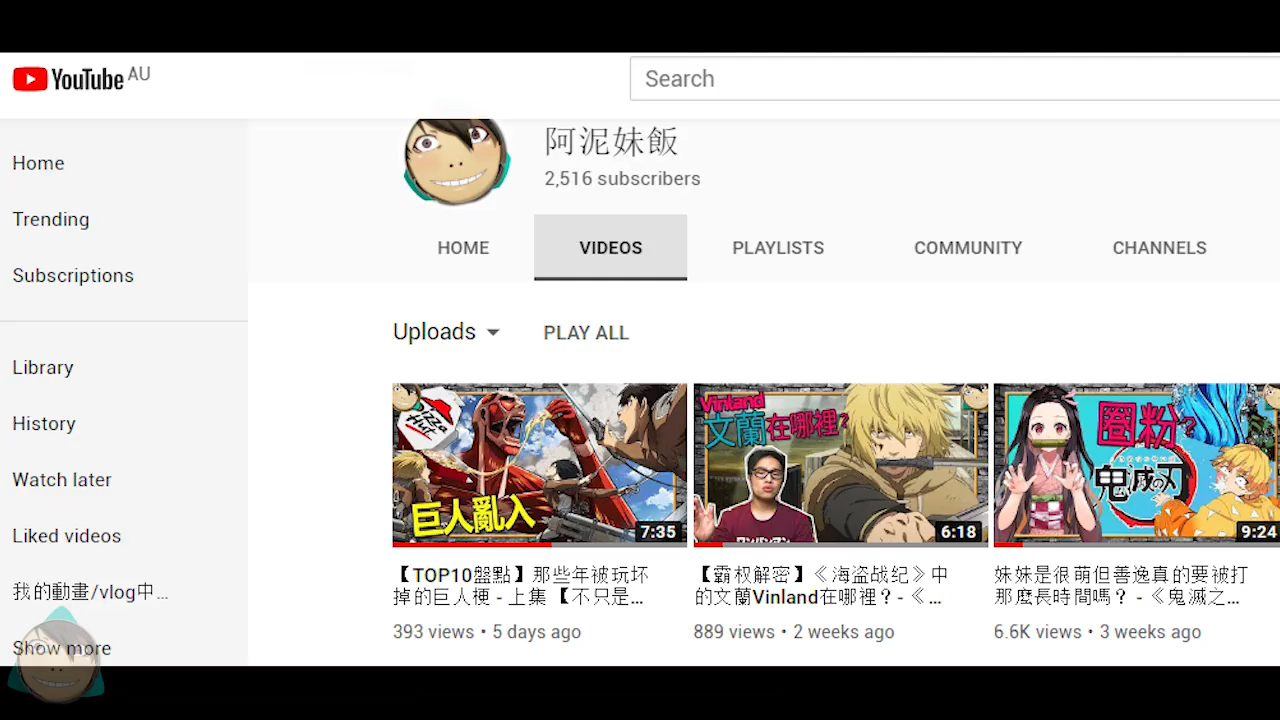 YouTube AU
Search
Home
Trending
Subscriptions
Library
History
Watch later
Liked videos
我的動畫/vlog中...
Show more
阿泥妹飯
2,516 subscribers
HOME
VIDEOS
PLAYLISTS
COMMUNITY
CHANNELS
Uploads
PLAY ALL
Pizza Hut
巨人亂入
7:35
【TOP10盤點】那些年被玩坏
掉的巨人梗 - 上集 【不只是...
393 views • 5 days ago
Vinland
文蘭在哪裡?
6:18
【霸权解密】《海盗战纪》中
的文蘭Vinland在哪裡？ - 《...
889 views • 2 weeks ago
圈粉?
鬼滅の刃
9:24
妹妹是很萌但善逸真的要被打
那麼長時間嗎？ - 《鬼滅之...
6.6K views • 3 weeks ago